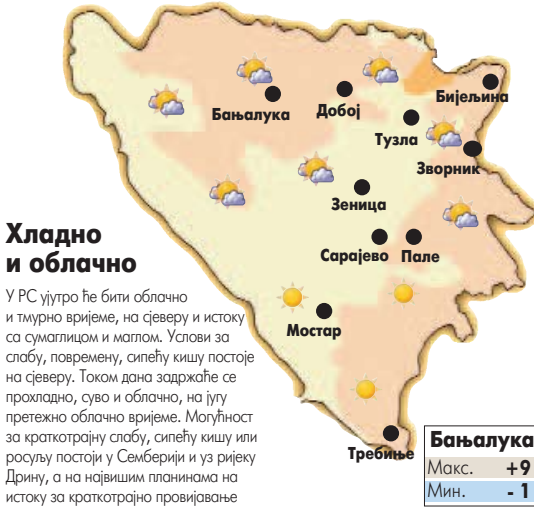 Бањалука
Добој
Бијељина
Тузла
Зворник
Зеница
Сарајево
Пале
Мостар
Требиње
Хладно
и облачно
У РС ујутро ће бити облачно
и тмурно вријеме, на сјеверу и истоку
са сумаглицом и маглом. Услови за
слабу, повремену, сипећу кишу постоје
на сјеверу. Током дана задржаће се
прохладно, суво и облачно, на југу
претежно облачно вријеме. Могућност
за краткотрајну слабу, сипећу кишу или
росуљу постоји у Семберији и уз ријеку
Дрину, а на највишим планинама на
истоку за краткотрајно провијавање
Бањалука
Макс. +9
Мин. - 1